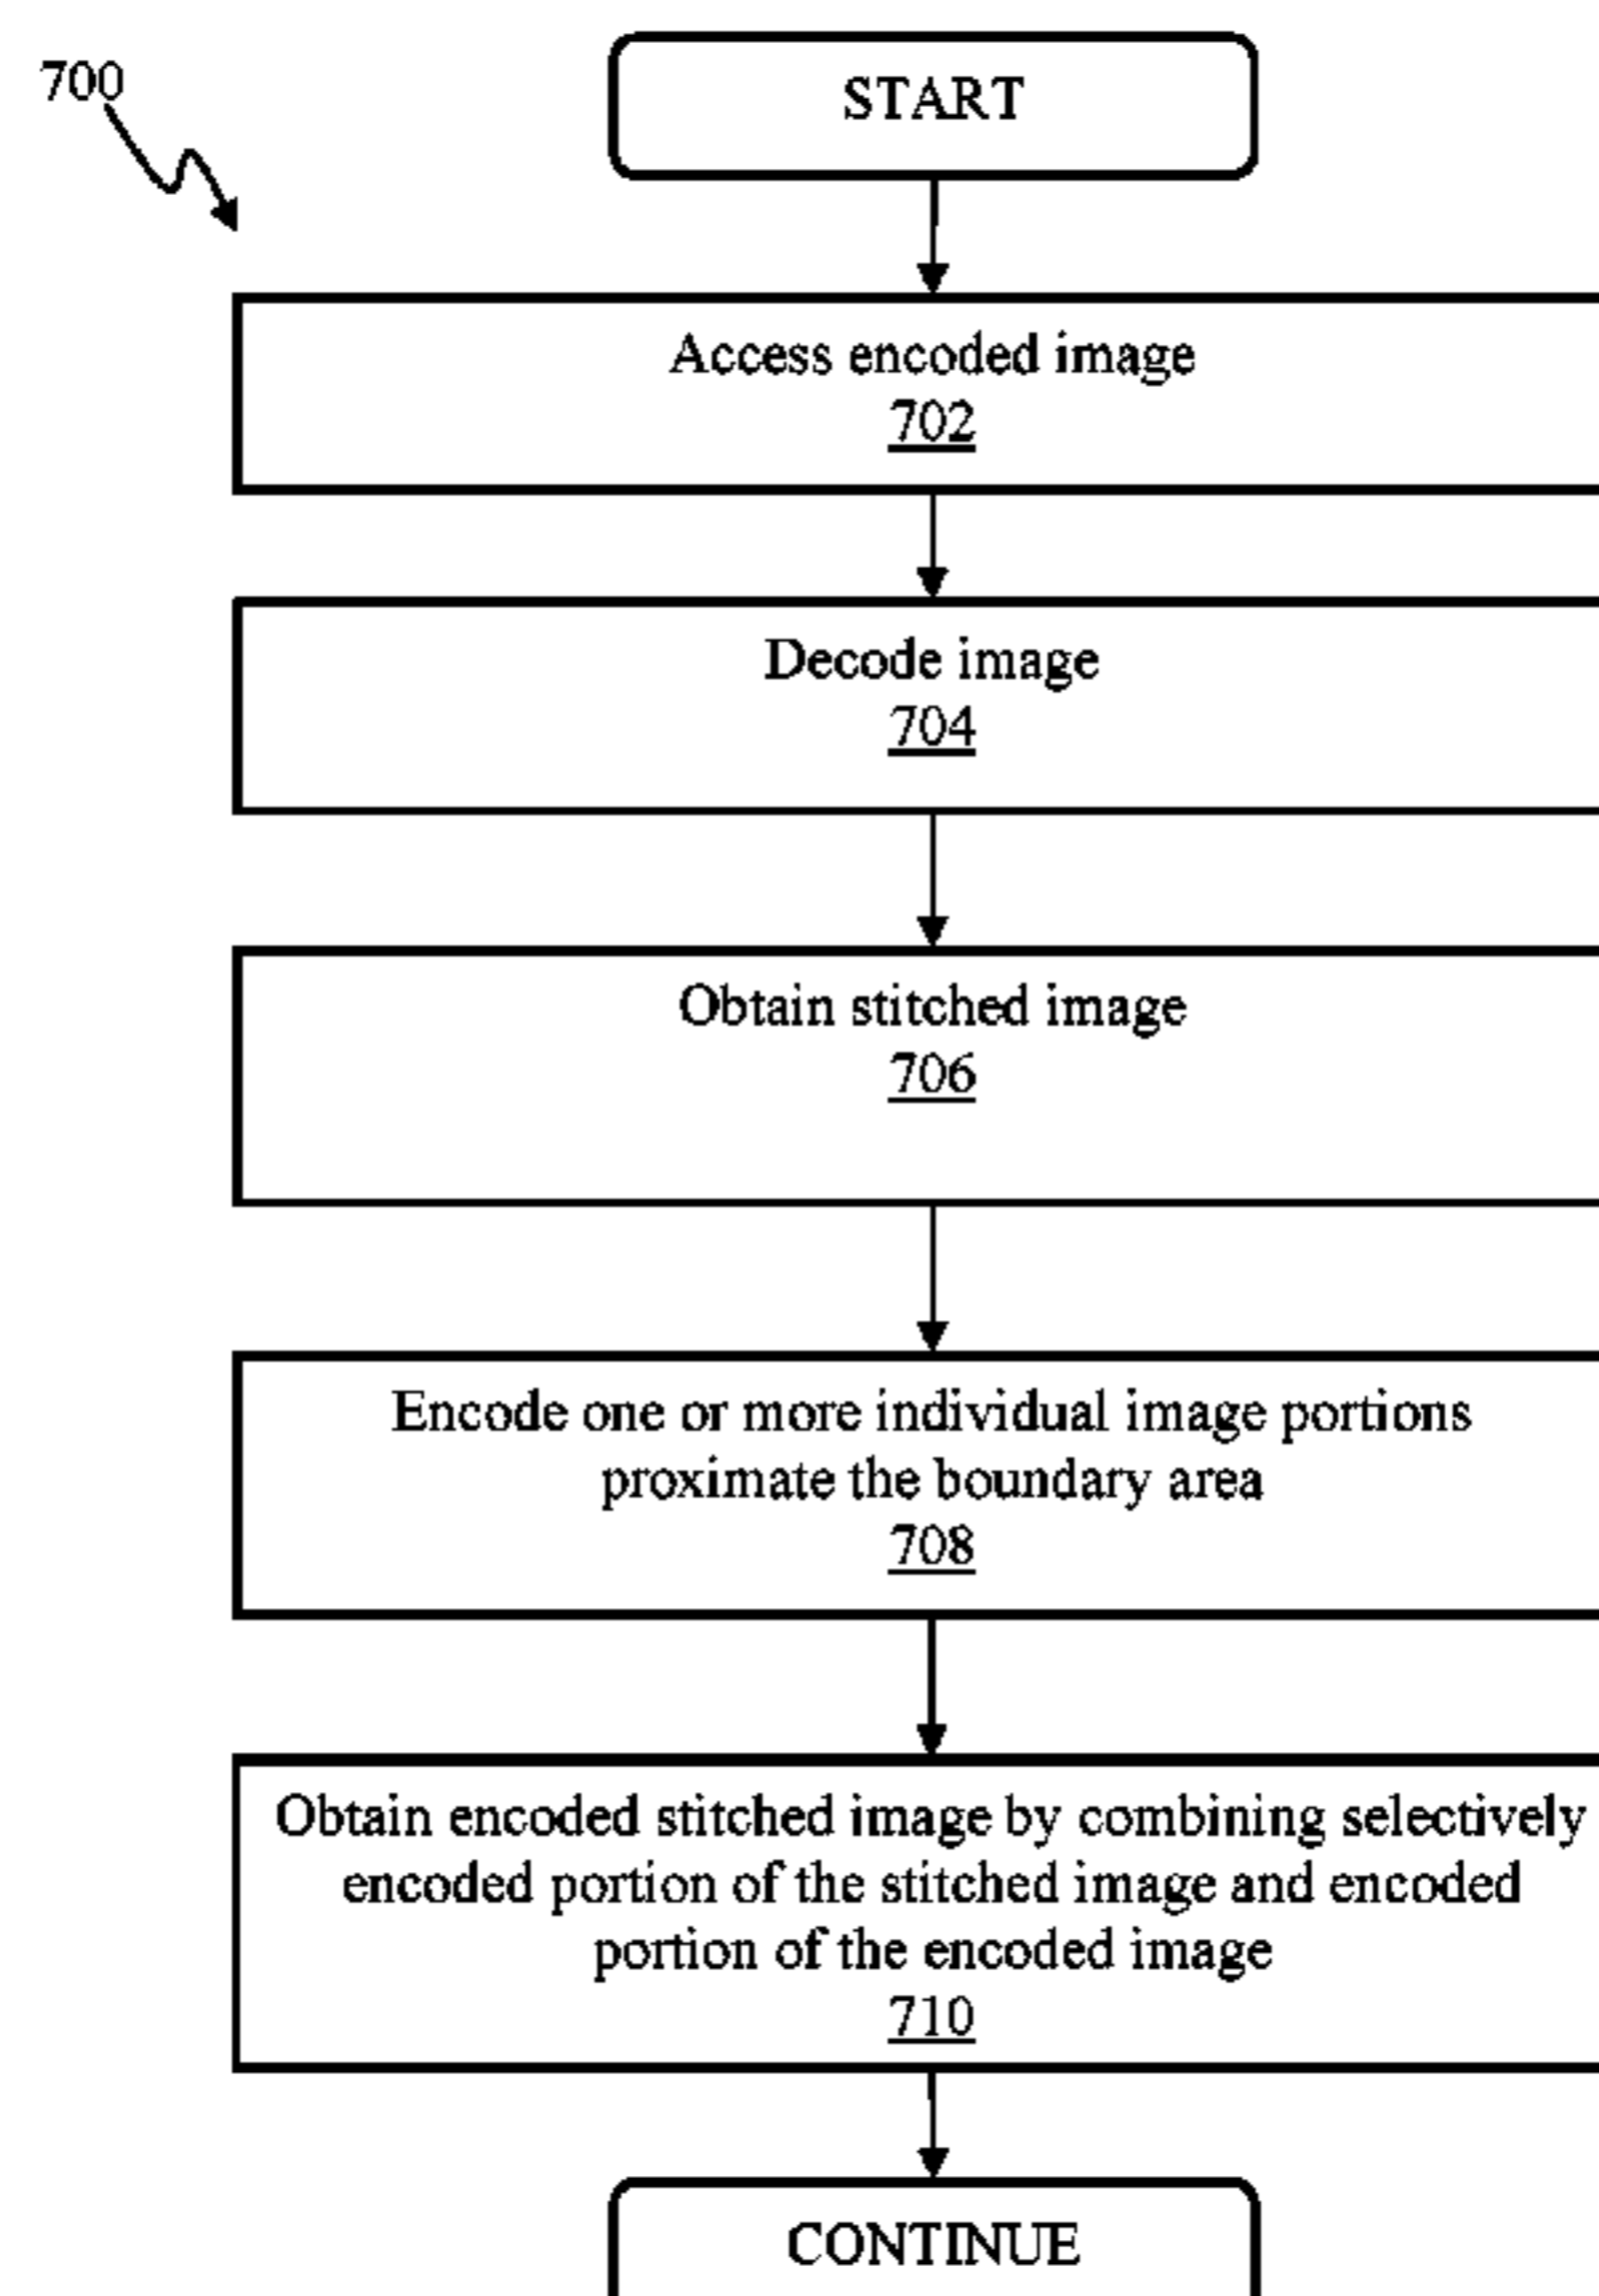 700
START
Access encoded image
702
Decode image
704
Obtain stitched image
706
Encode one or more individual image portions
proximate the boundary area
708
Obtain encoded stitched image by combining selectively
encoded portion of the stitched image and encoded
portion of the encoded image
710
CONTINUE